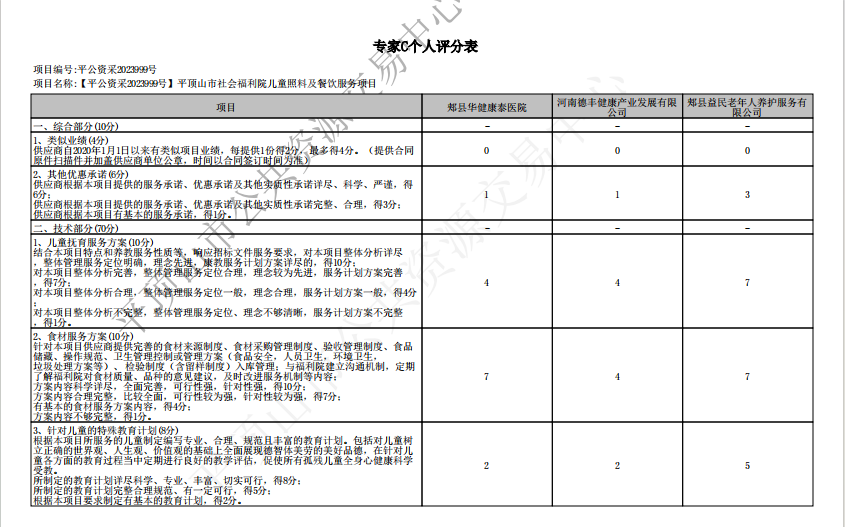 专家C个人评分表
项目编号:平公资采2023999号
项目名称:【平公资采2023999号】平顶山市社会福利院儿童照料及餐饮服务项目
项目
郏县华健康泰医院
河南德丰健康产业发展有限
公司
郏县益民老年人养护服务有
限公司
一、综合部分(10分)
-
-
-
1、类似业绩(4分)
供应商自2020年1月1日以来有类似项目业绩，每提供1份得2分，最多得4分。（提供合同
原件扫描件并加盖供应商单位公章，时间以合同签订时间为准）
0
0
0
2、其他优惠承诺(6分)
供应商根据本项目提供的服务承诺、优惠承诺及其他实质性承诺详尽、科学、严谨，得
6分；
供应商根据本项目提供的服务承诺、优惠承诺及其他实质性承诺完整、合理，得3分；
供应商根据本项目有基本的服务承诺，得1分。
1
1
3
二、技术部分(70分)
-
-
-
1、儿童抚育服务方案(10分)
结合本项目特点和养教服务性质等，响应招标文件服务要求，对本项目整体分析详尽
，整体管理服务定位明确，理念先进，康教服务计划方案详尽的，得10分；
对本项目整体分析完善，整体管理服务定位合理，理念较为先进，服务计划方案完善
，得7分；
对本项目整体分析合理，整体管理服务定位一般，理念合理，服务计划方案一般，得4分
；
对本项目整体分析不完整，整体管理服务定位、理念不够清晰，服务计划方案不完整
，得1分。
4
4
7
2、食材服务方案(10分)
针对本项目供应商提供完善的食材来源制度、食材采购管理制度、验收管理制度、食品
储藏、操作规范、卫生管理控制或管理方案（食品安全，人员卫生，环境卫生，
垃圾处理方案等）、检验制度（含留样制度）入库管理；与福利院建立沟通机制，定期
了解福利院对食材质量、品种的意见建议，及时改进服务机制等内容；
方案内容科学详尽，全面完善，可行性强，针对性强，得10分；
方案内容合理完整，比较全面，可行性较为强，针对性较为强，得7分；
有基本的食材服务方案内容，得4分；
方案内容不够完整，得1分。
7
4
7
3、针对儿童的特殊教育计划(8分)
根据本项目所服务的儿童制定编写专业、合理、规范且丰富的教育计划。包括对儿童树
立正确的世界观、人生观、价值观的基础上全面展现德智体美劳的美好品德，在针对儿
童各方面的教育过程当中定期进行良好的教学评估，促使所有孤残儿童全身心健康科学
受教。
所制定的教育计划详尽科学、专业、丰富、切实可行，得8分；
所制定的教育计划完整合理规范、有一定可行，得5分；
根据本项目要求制定有基本的教育计划，得2分。
2
2
5
平顶山市公共资源交易中心